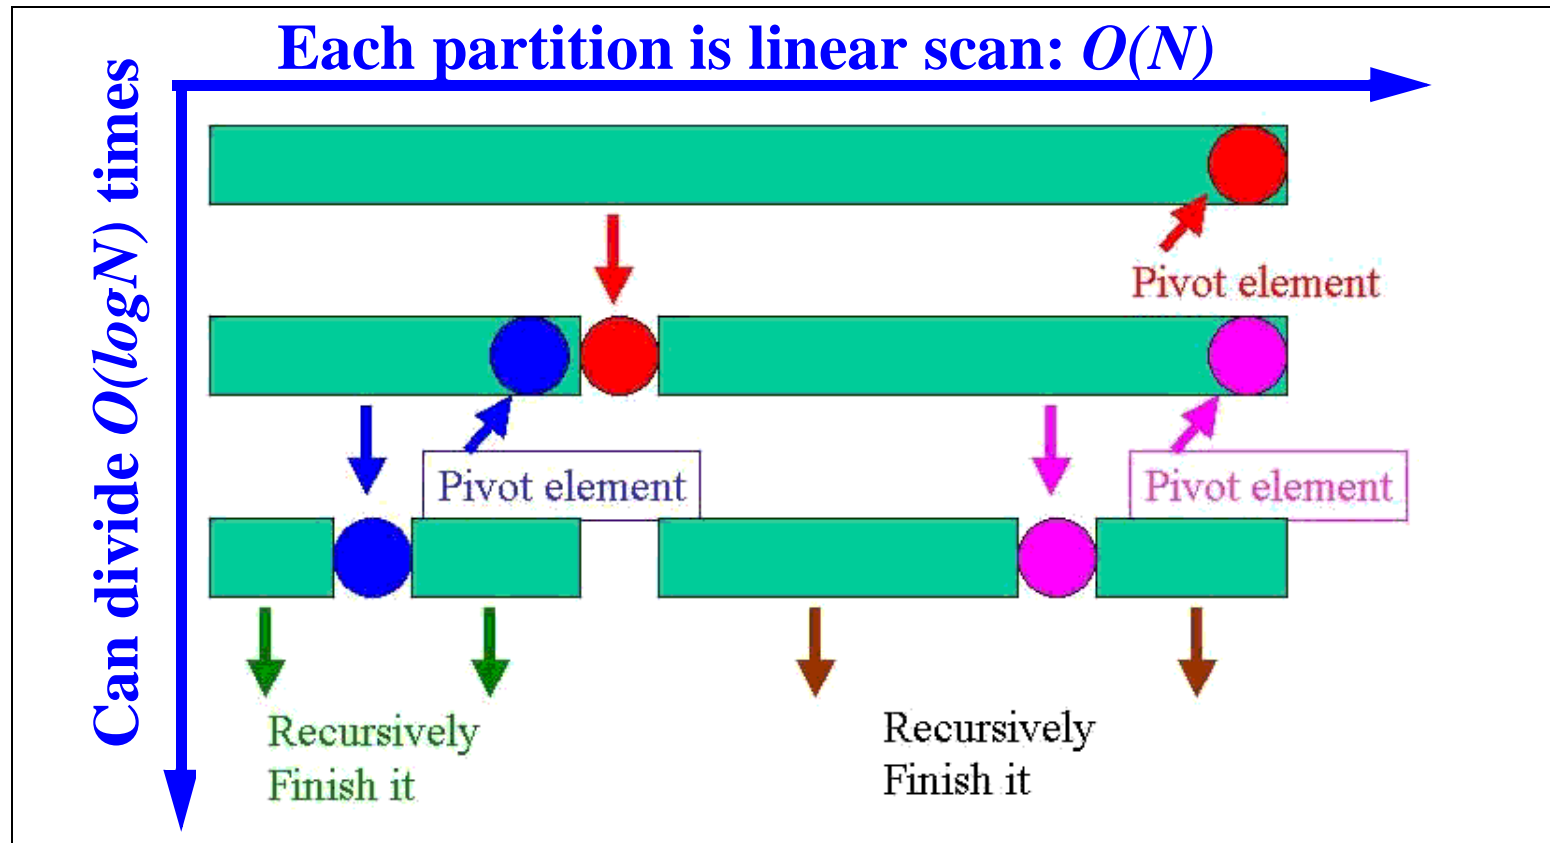 Each partition is linear scan: O(N)
Can divide O(logN) times
Pivot element
Pivot element
Pivot element
Recursively
Finish it
Recursively
Finish it